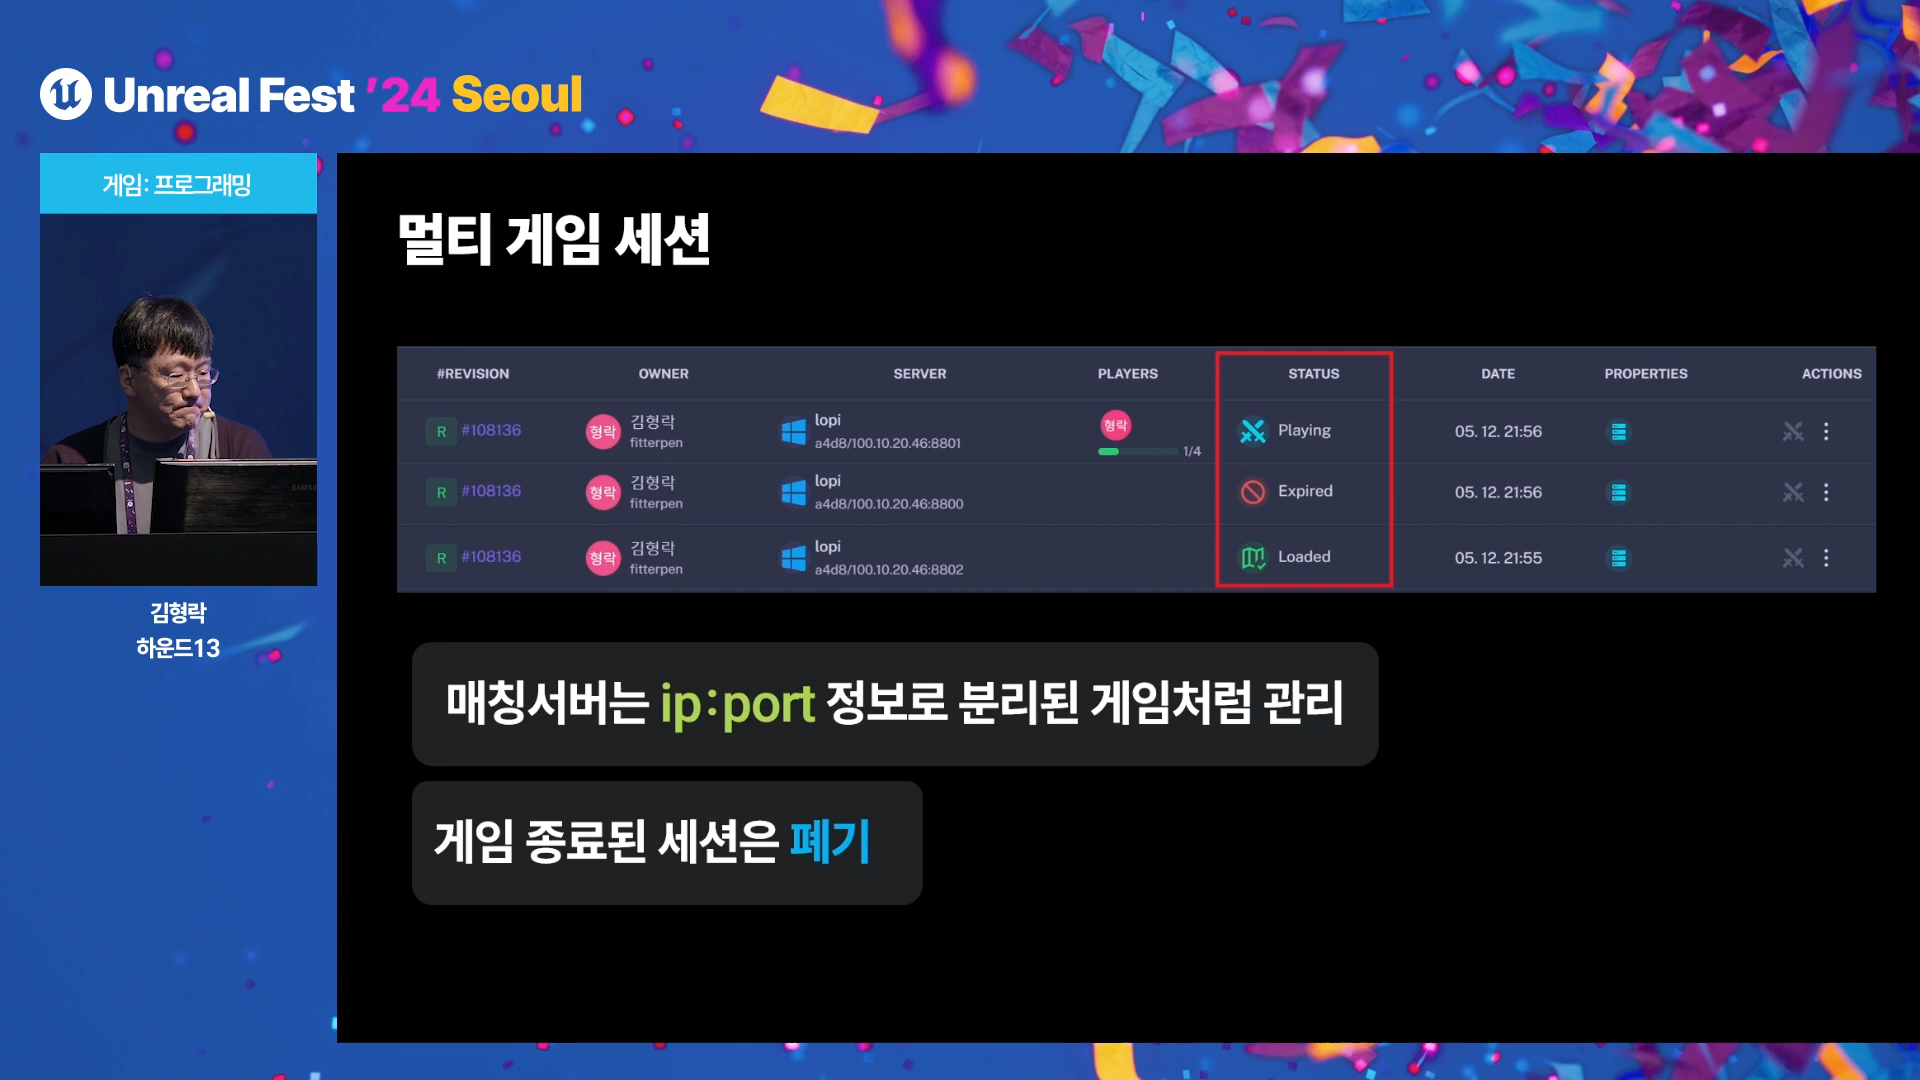 Unreal Fest '24 Seoul
게임: 프로그래밍
김형락
하운드13
멀티 게임 세션
#REVISION OWNER SERVER PLAYERS STATUS DATE PROPERTIES ACTIONS
R #108136 형락 김형락 fitterpen lopi a4d8/100.10.20.46:8801 형락 1/4 Playing 05. 12. 21:56
R #108136 형락 김형락 fitterpen lopi a4d8/100.10.20.46:8800 Expired 05. 12. 21:56
R #108136 형락 김형락 fitterpen lopi a4d8/100.10.20.46:8802 Loaded 05. 12. 21:55
매칭서버는 ip:port 정보로 분리된 게임처럼 관리
게임 종료된 세션은 폐기